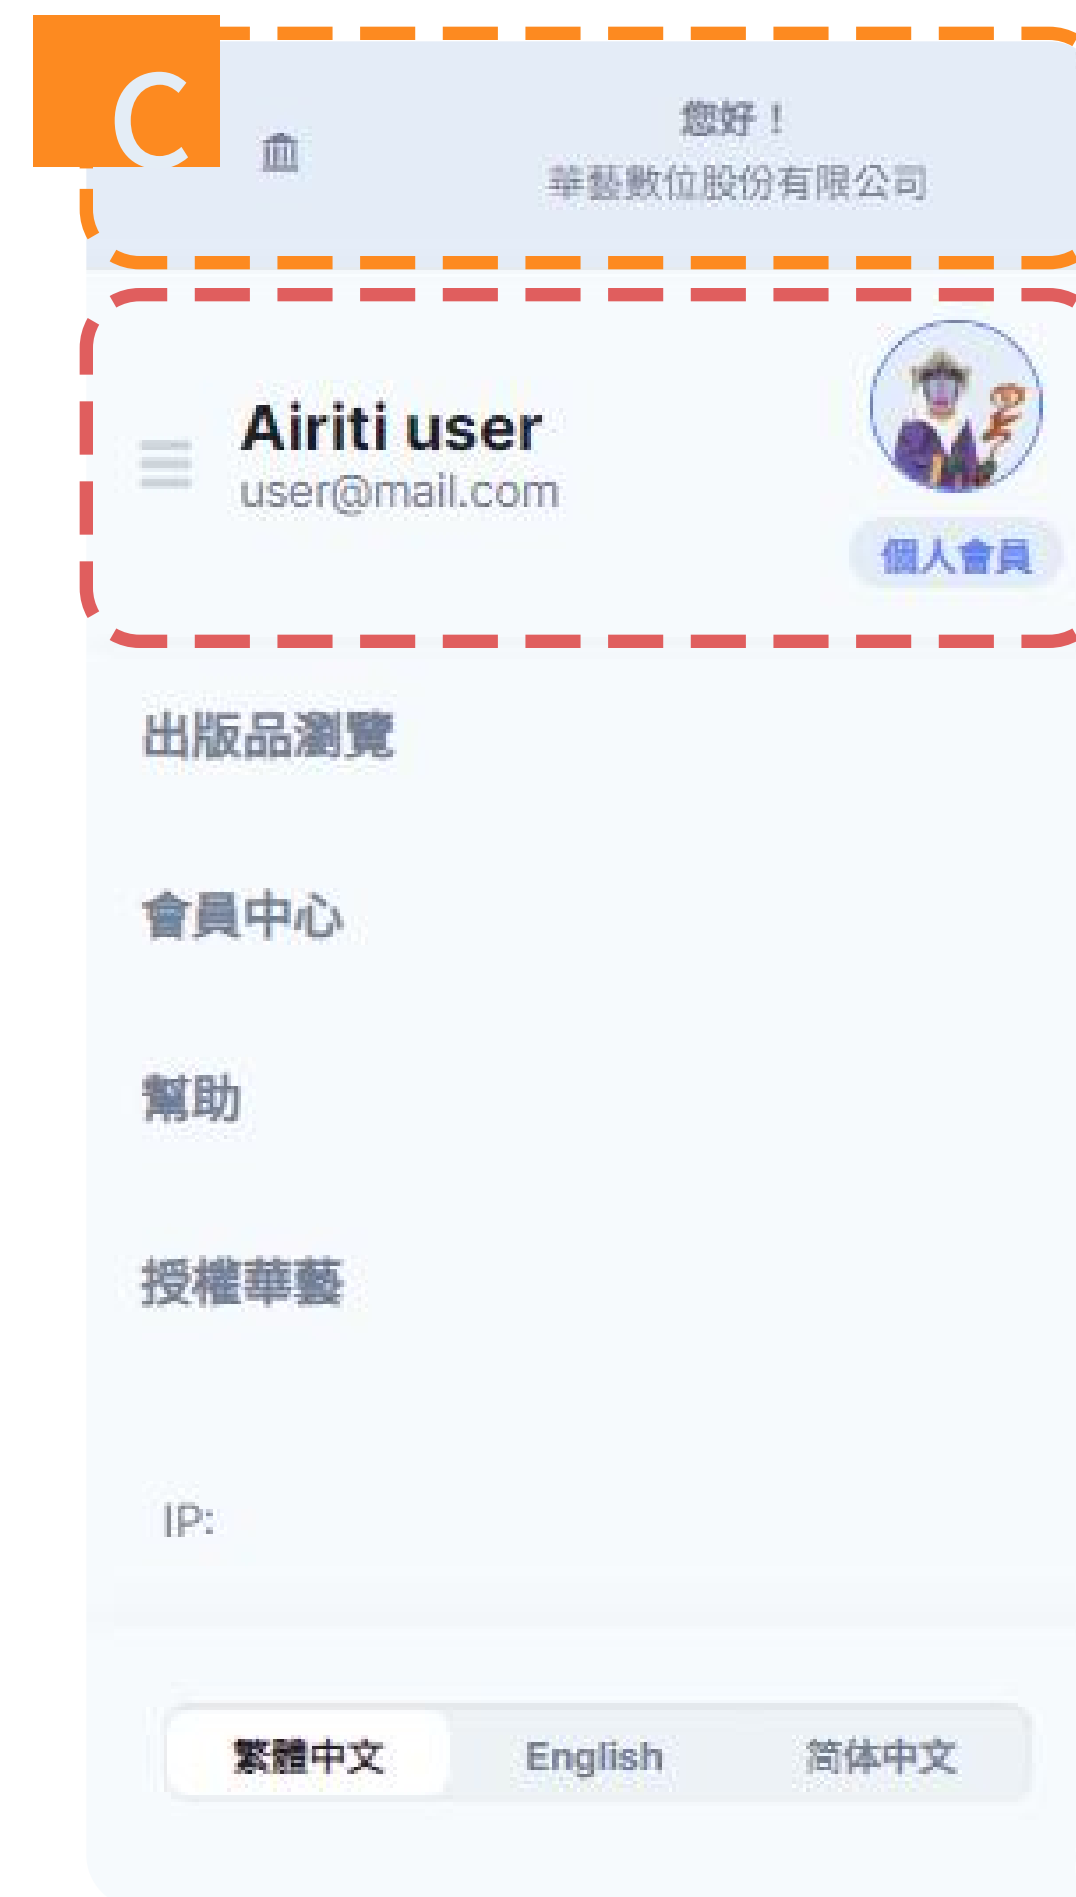 C
您好！
華藝數位股份有限公司
Airiti user
user@mail.com
個人會員
出版品瀏覽
會員中心
幫助
授權華藝
IP:
繁體中文 English 简体中文